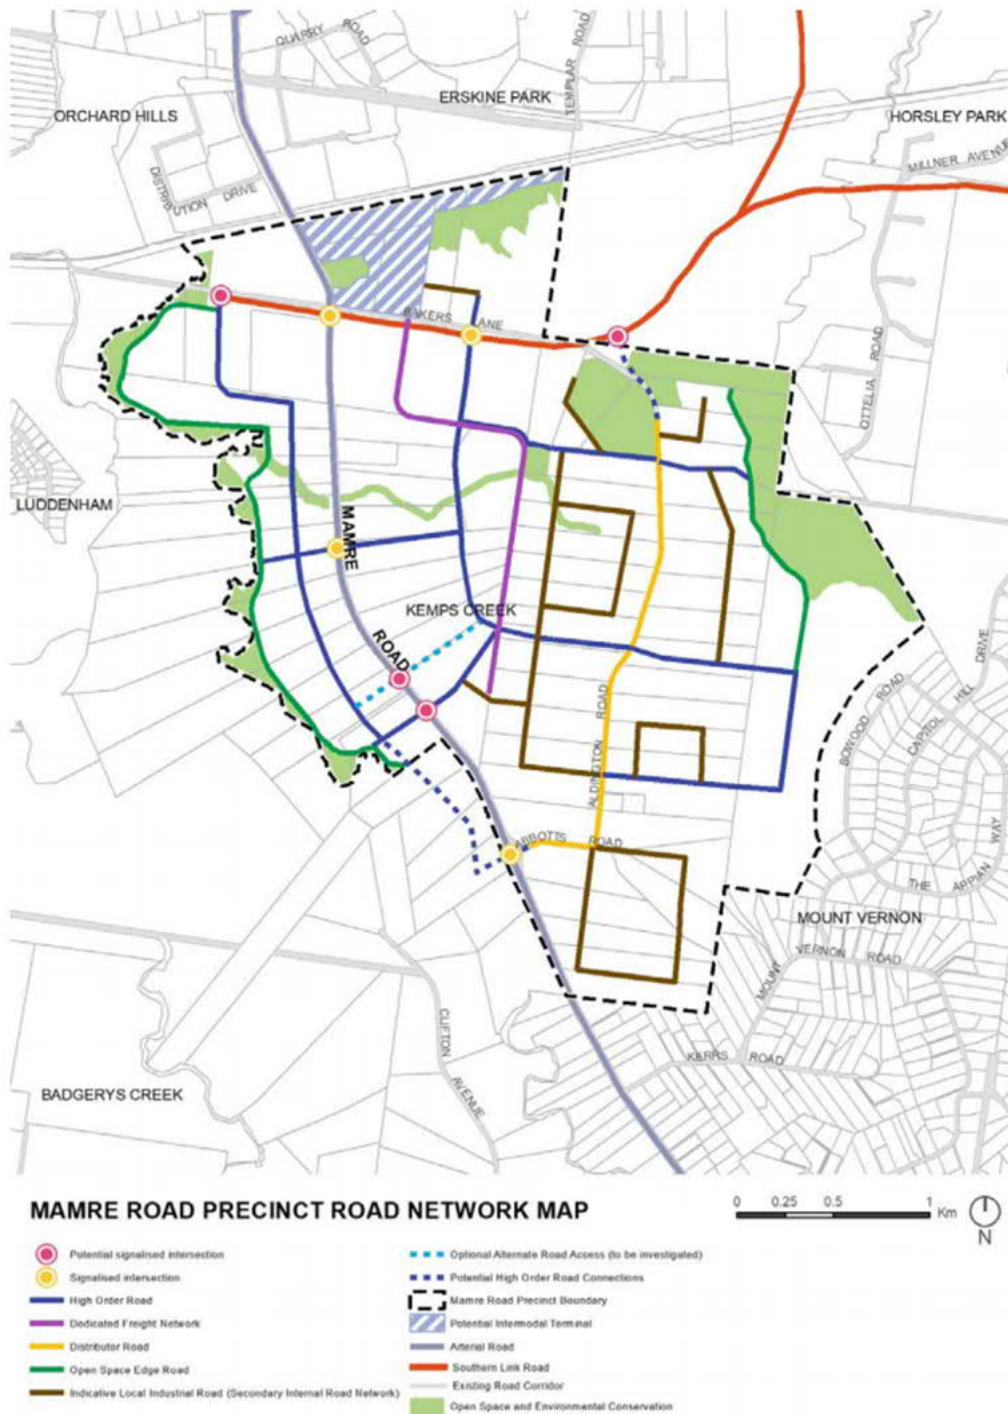 QUARRY ROAD
TEMPLAR ROAD
ERSKINE PARK
ORCHARD HILLS
HORSLEY PARK
MILLNER AVENUE
DISTRIBUTION DRIVE
BAKERS LANE
OTTELIA ROAD
LUDDENHAM
MAMRE ROAD
KEMPS CREEK
ALDINGTON ROAD
BOWOOD ROAD
CAPITOL HILL DRIVE
ABBOTTS ROAD
THE APPIAN WAY
MOUNT VERNON
MOUNT VERNON ROAD
CLIFTON AVENUE
KERRS ROAD
BADGERYS CREEK
MAMRE ROAD PRECINCT ROAD NETWORK MAP
0 0.25 0.5 1 Km
N
Potential signalised intersection
Signalised intersection
High Order Road
Dedicated Freight Network
Distributor Road
Open Space Edge Road
Indicative Local Industrial Road (Secondary Internal Road Network)
Optional Alternate Road Access (to be investigated)
Potential High Order Road Connections
Mamre Road Precinct Boundary
Potential Intermodal Terminal
Arterial Road
Southern Link Road
Existing Road Corridor
Open Space and Environmental Conservation